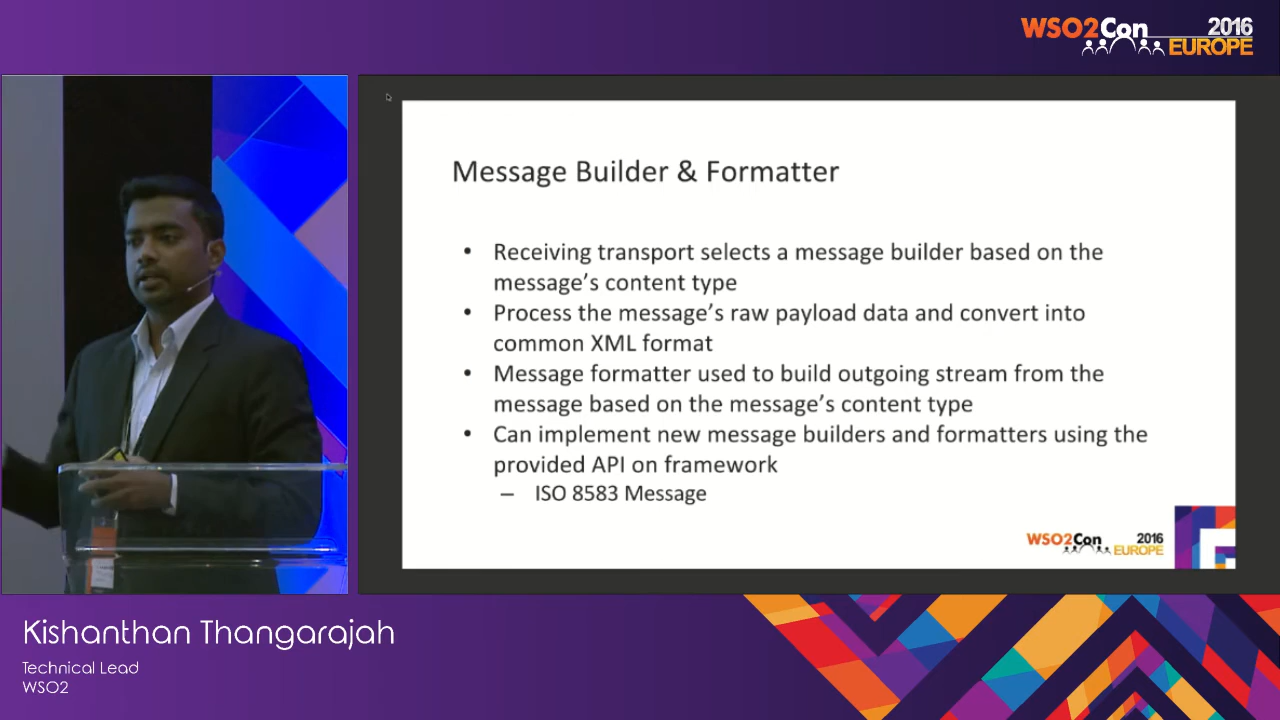 WSO2Con 2016
EUROPE
Message Builder & Formatter
• Receiving transport selects a message builder based on the
message’s content type
• Process the message’s raw payload data and convert into
common XML format
• Message formatter used to build outgoing stream from the
message based on the message’s content type
• Can implement new message builders and formatters using the
provided API on framework
– ISO 8583 Message
WSO2Con 2016
EUROPE
Kishanthan Thangarajah
Technical Lead
WSO2